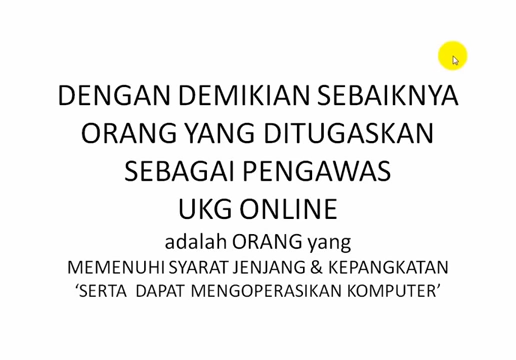 DENGAN DEMIKIAN SEBAIKNYA
ORANG YANG DITUGASKAN
SEBAGAI PENGAWAS
UKG ONLINE
adalah ORANG yang
MEMENUHI SYARAT JENJANG & KEPANGKATAN
‘SERTA DAPAT MENGOPERASIKAN KOMPUTER’